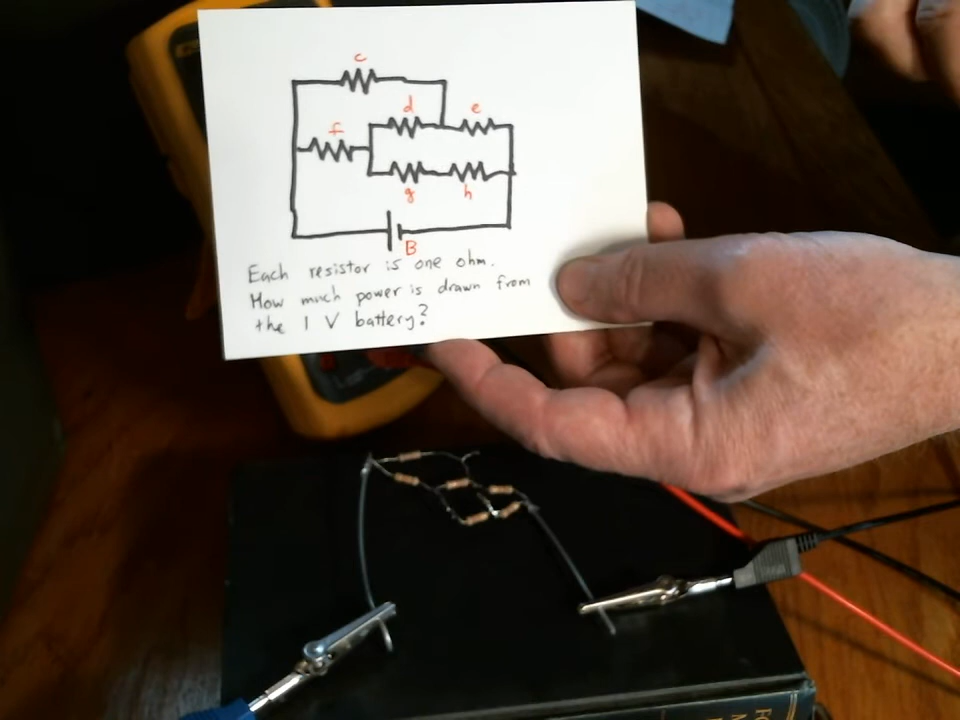 c
d e
f
g h
B
Each resistor is one ohm.
How much power is drawn from
the 1 V battery?